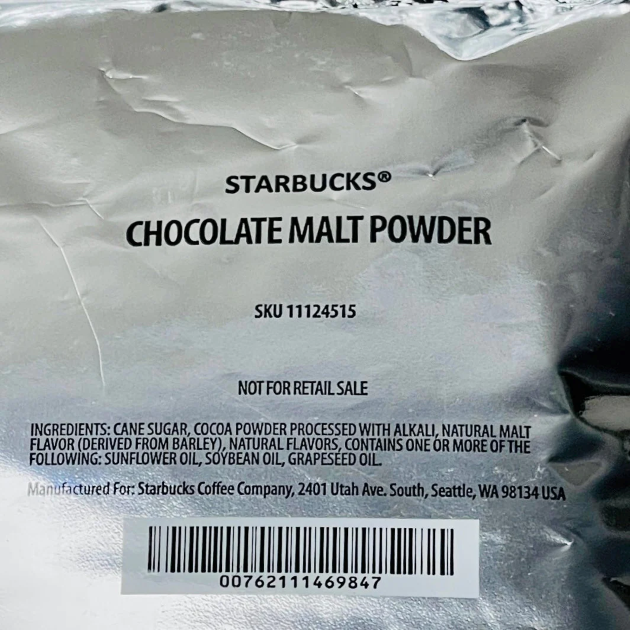 STARBUCKS®
CHOCOLATE MALT POWDER
SKU 11124515
NOT FOR RETAIL SALE
INGREDIENTS: CANE SUGAR, COCOA POWDER PROCESSED WITH ALKALI, NATURAL MALT
FLAVOR (DERIVED FROM BARLEY), NATURAL FLAVORS, CONTAINS ONE OR MORE OF THE
FOLLOWING: SUNFLOWER OIL, SOYBEAN OIL, GRAPESEED OIL.
Manufactured For: Starbucks Coffee Company, 2401 Utah Ave. South, Seattle, WA 98134 USA
00762111469847